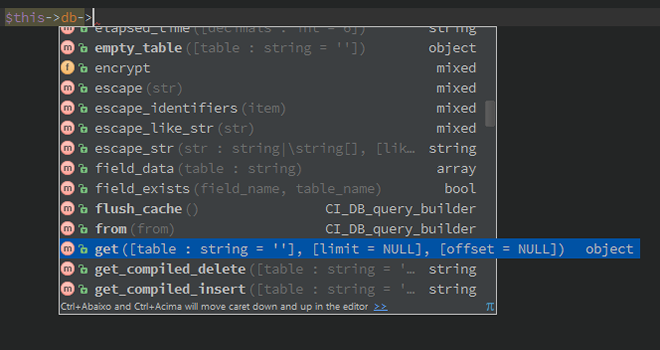 $this->db->
elapsed_time([decimals : int = 6]) string
m empty_table([table : string = '']) object
f encrypt mixed
m escape(str) mixed
m escape_identifiers(item) mixed
m escape_like_str(str) mixed
m escape_str(str : string|\string[], [lik… string
m field_data(table : string) array
m field_exists(field_name, table_name) bool
m flush_cache() CI_DB_query_builder
m from(from) CI_DB_query_builder
m get([table : string = ''], [limit = NULL], [offset = NULL]) object
m get_compiled_delete([table : string = '… string
m get_compiled_insert([table : string = '… string
Ctrl+Abaixo and Ctrl+Acima will move caret down and up in the editor >> π